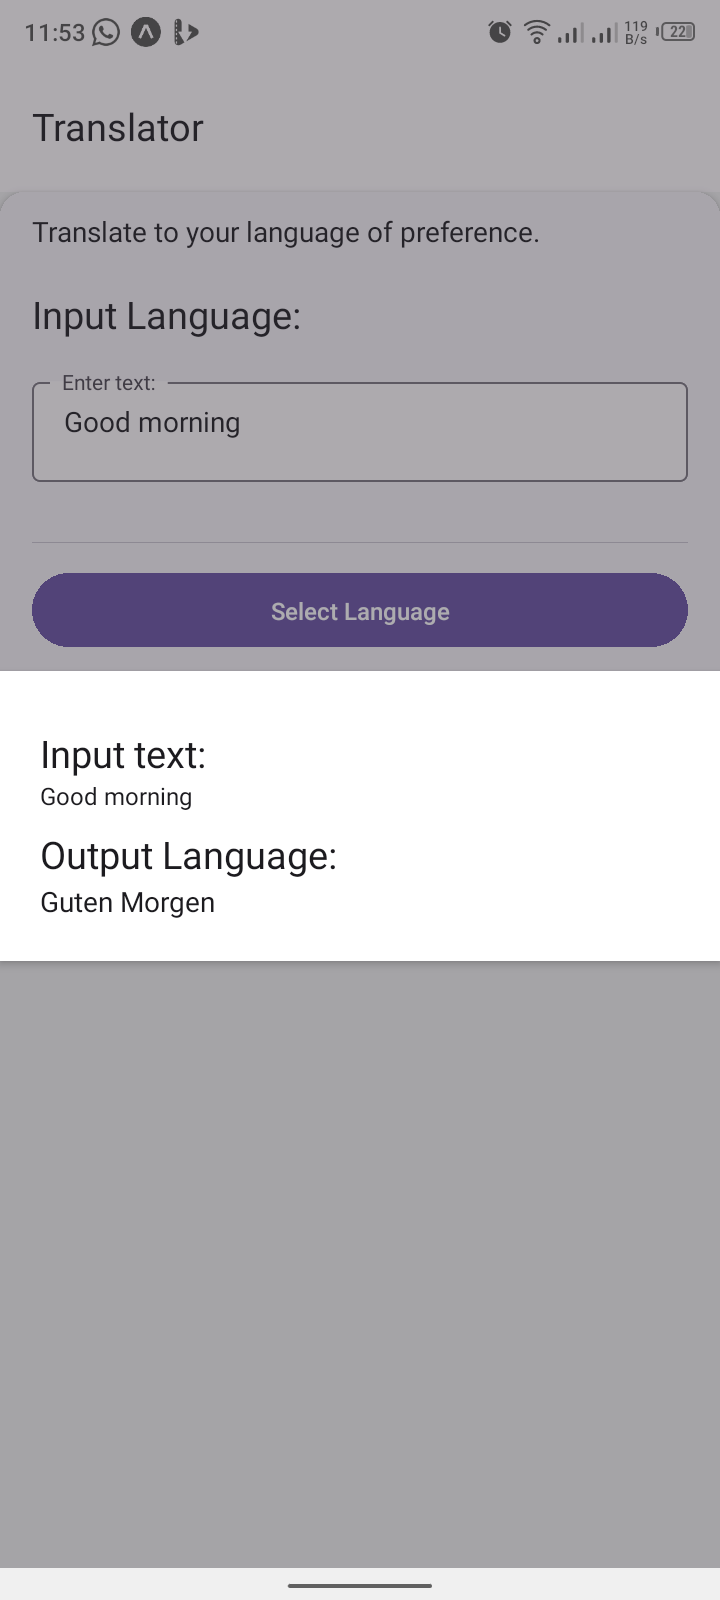 11:53
119
B/s
22
Translator
Translate to your language of preference.
Input Language:
Enter text:
Good morning
Select Language
Input text:
Good morning
Output Language:
Guten Morgen